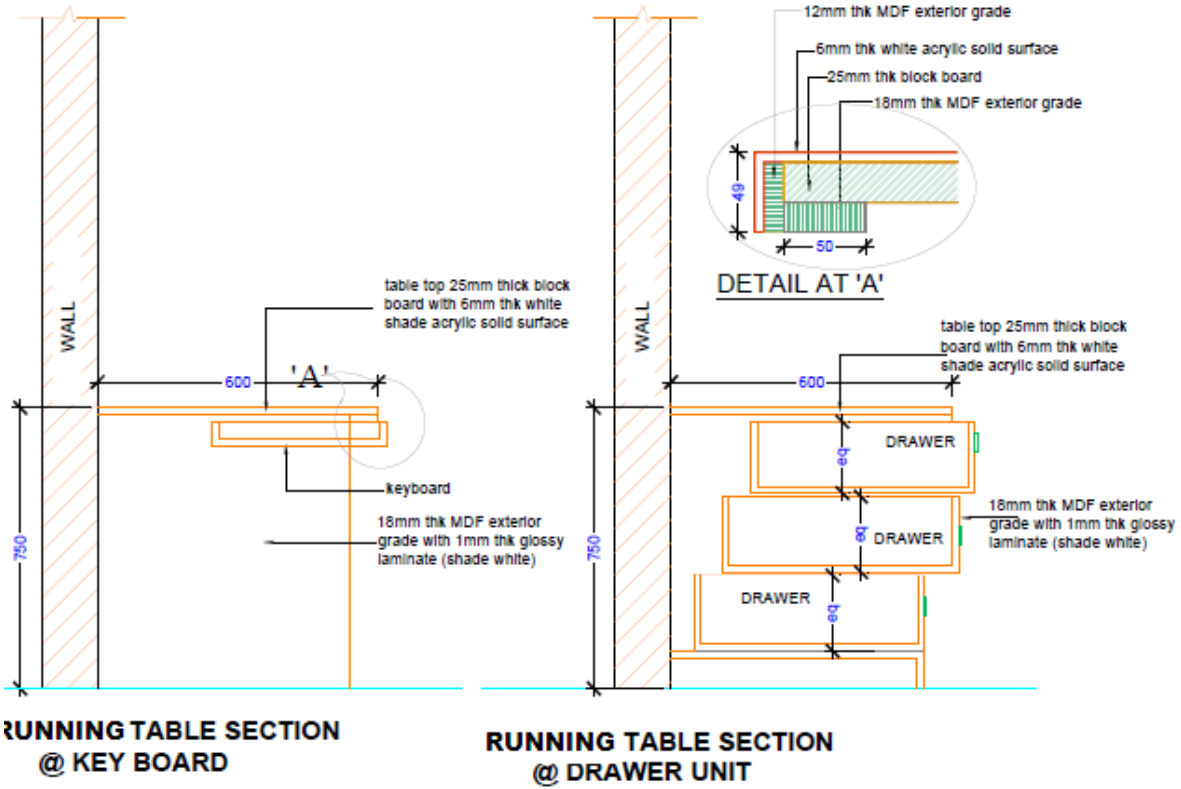 12mm thk MDF exterior grade
6mm thk white acrylic solid surface
25mm thk block board
18mm thk MDF exterior grade
49
50
DETAIL AT 'A'
WALL
table top 25mm thick block
board with 6mm thk white
shade acrylic solid surface
600
'A'
keyboard
18mm thk MDF exterior
grade with 1mm thk glossy
laminate (shade white)
750
RUNNING TABLE SECTION
@ KEY BOARD
WALL
table top 25mm thick block
board with 6mm thk white
shade acrylic solid surface
600
DRAWER
eq
18mm thk MDF exterior
grade with 1mm thk glossy
laminate (shade white)
DRAWER
eq
DRAWER
eq
750
RUNNING TABLE SECTION
@ DRAWER UNIT